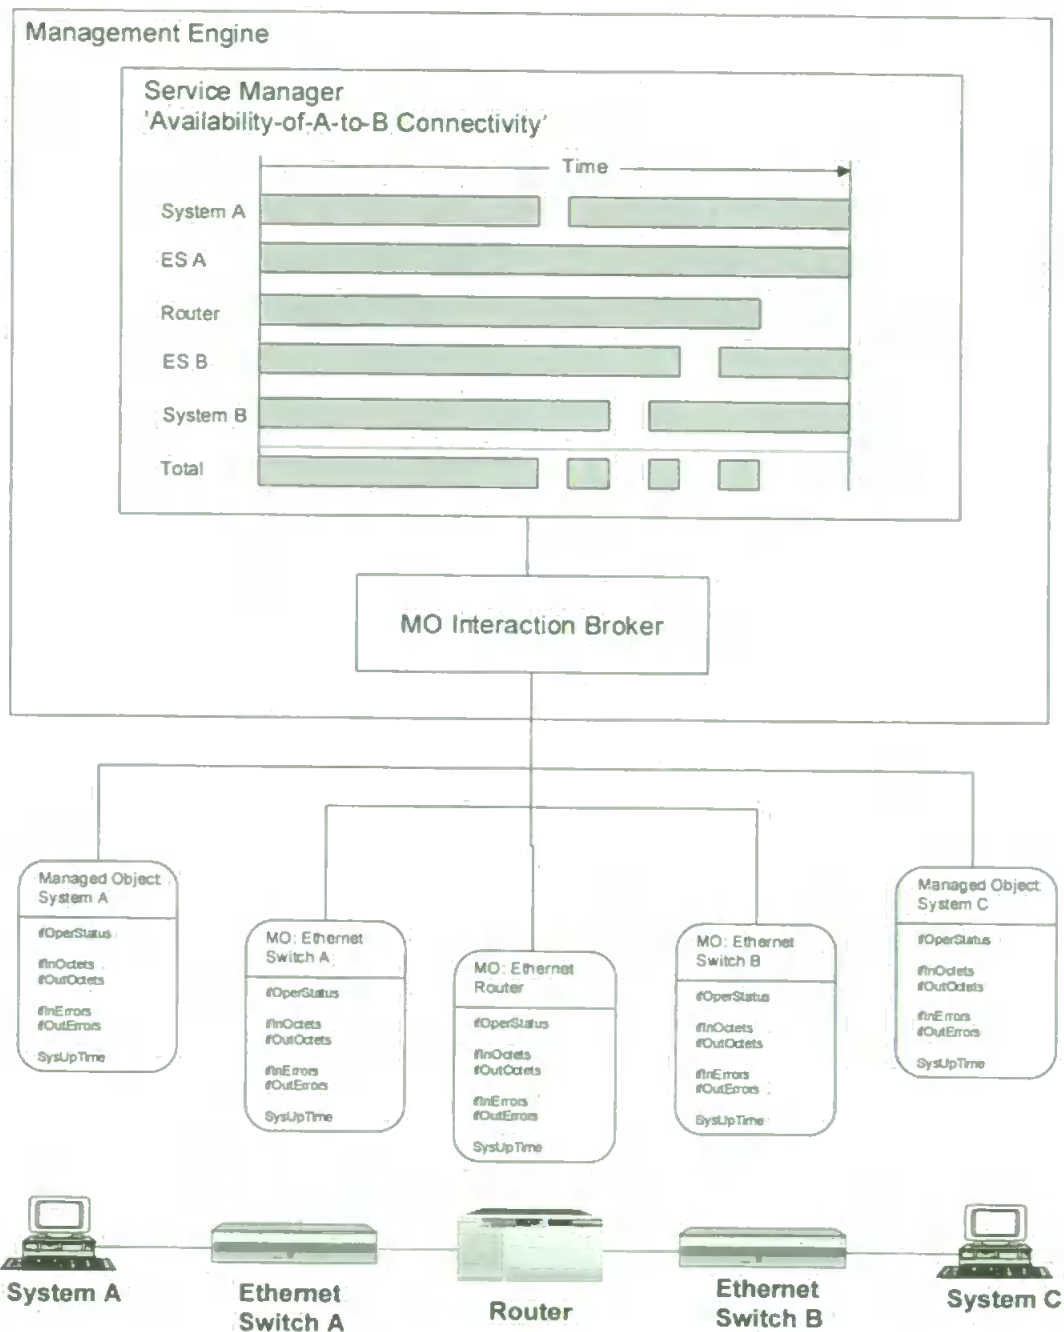 Management Engine
Service Manager
'Availability-of-A-to-B Connectivity'
Time
System A
ES A
Router
ES B
System B
Total
MO Interaction Broker
Managed Object
System A
ifOperStatus
ifInOctets
ifOutOctets
ifInErrors
ifOutErrors
SysUpTime
MO: Ethernet
Switch A
ifOperStatus
ifInOctets
ifOutOctets
ifInErrors
ifOutErrors
SysUpTime
MO: Ethernet
Router
ifOperStatus
ifInOctets
ifOutOctets
ifInErrors
ifOutErrors
SysUpTime
MO: Ethernet
Switch B
ifOperStatus
ifInOctets
ifOutOctets
ifInErrors
ifOutErrors
SysUpTime
Managed Object
System C
ifOperStatus
ifInOctets
ifOutOctets
ifInErrors
ifOutErrors
SysUpTime
System A
Ethernet
Switch A
Router
Ethernet
Switch B
System C